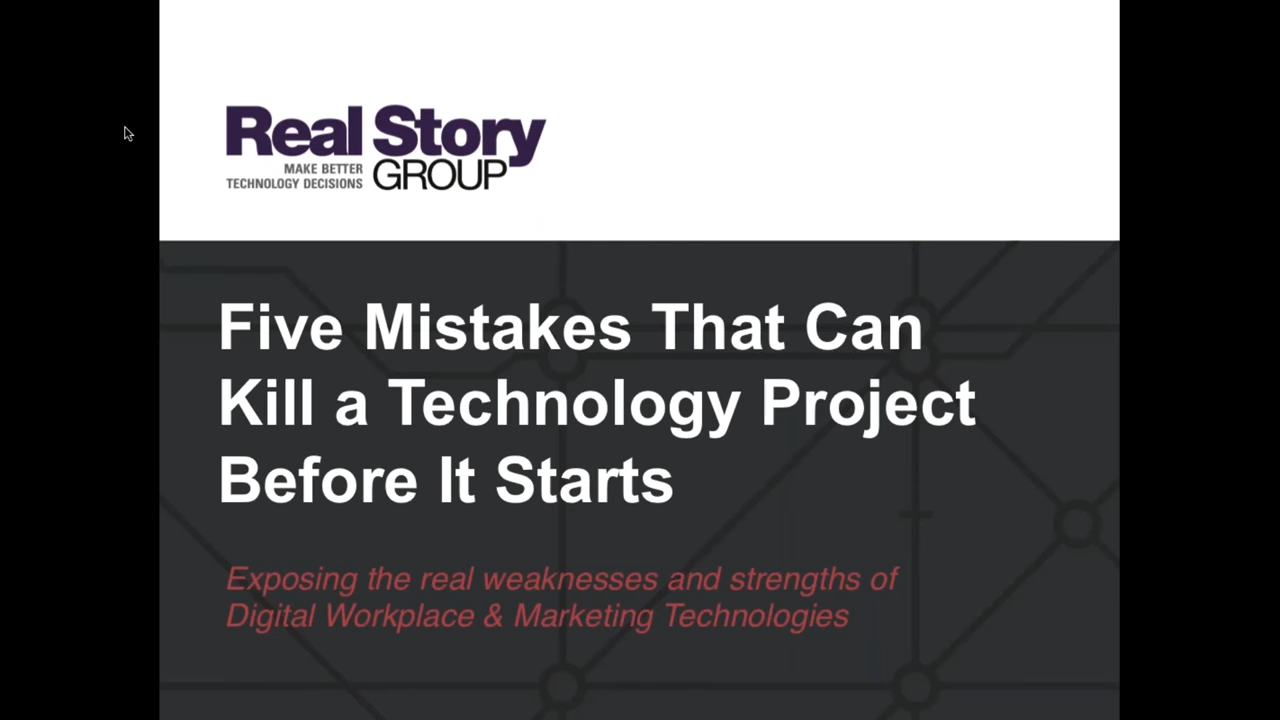 Real Story
MAKE BETTER
TECHNOLOGY DECISIONS
GROUP
Five Mistakes That Can
Kill a Technology Project
Before It Starts
Exposing the real weaknesses and strengths of
Digital Workplace & Marketing Technologies